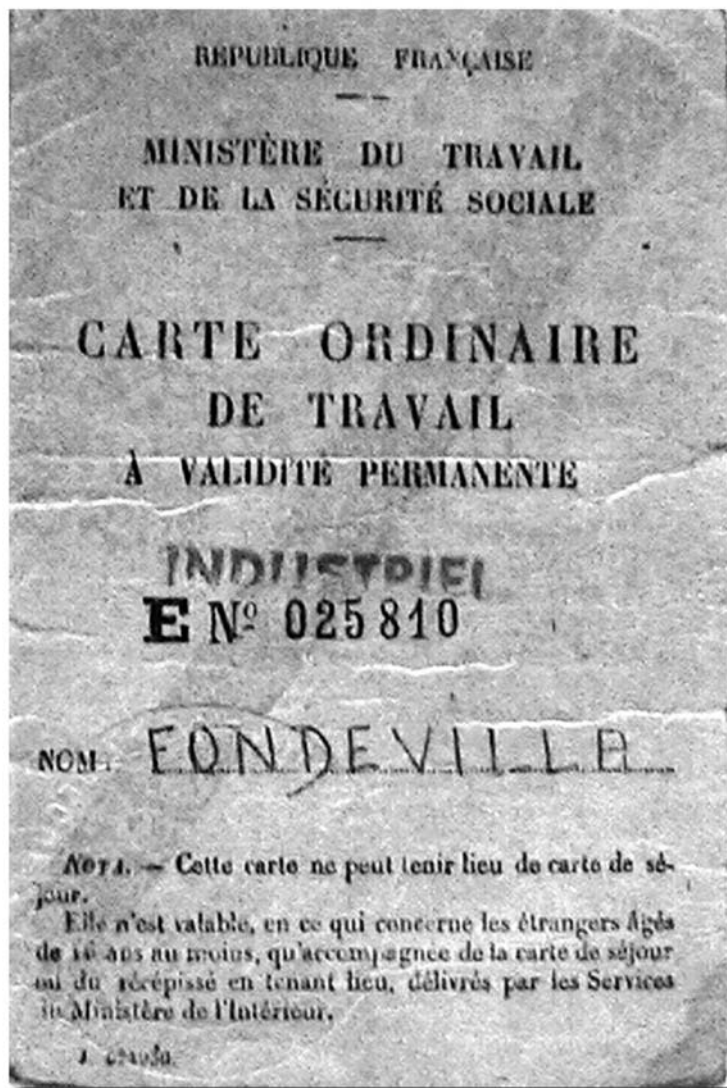 REPUBLIQUE FRANÇAISE
MINISTÈRE DU TRAVAIL
ET DE LA SÉCURITÉ SOCIALE
CARTE ORDINAIRE
DE TRAVAIL
À VALIDITÉ PERMANENTE
INDUSTRIEL
E Nº 025810
NOM : FONDEVILLA
NOTA. — Cette carte ne peut tenir lieu de carte de sé-
jour.
Elle n'est valable, en ce qui concerne les étrangers âgés
de 16 ans au moins, qu'accompagnée de la carte de séjour
ou du récépissé en tenant lieu, délivrés par les Services
du Ministère de l'Intérieur.